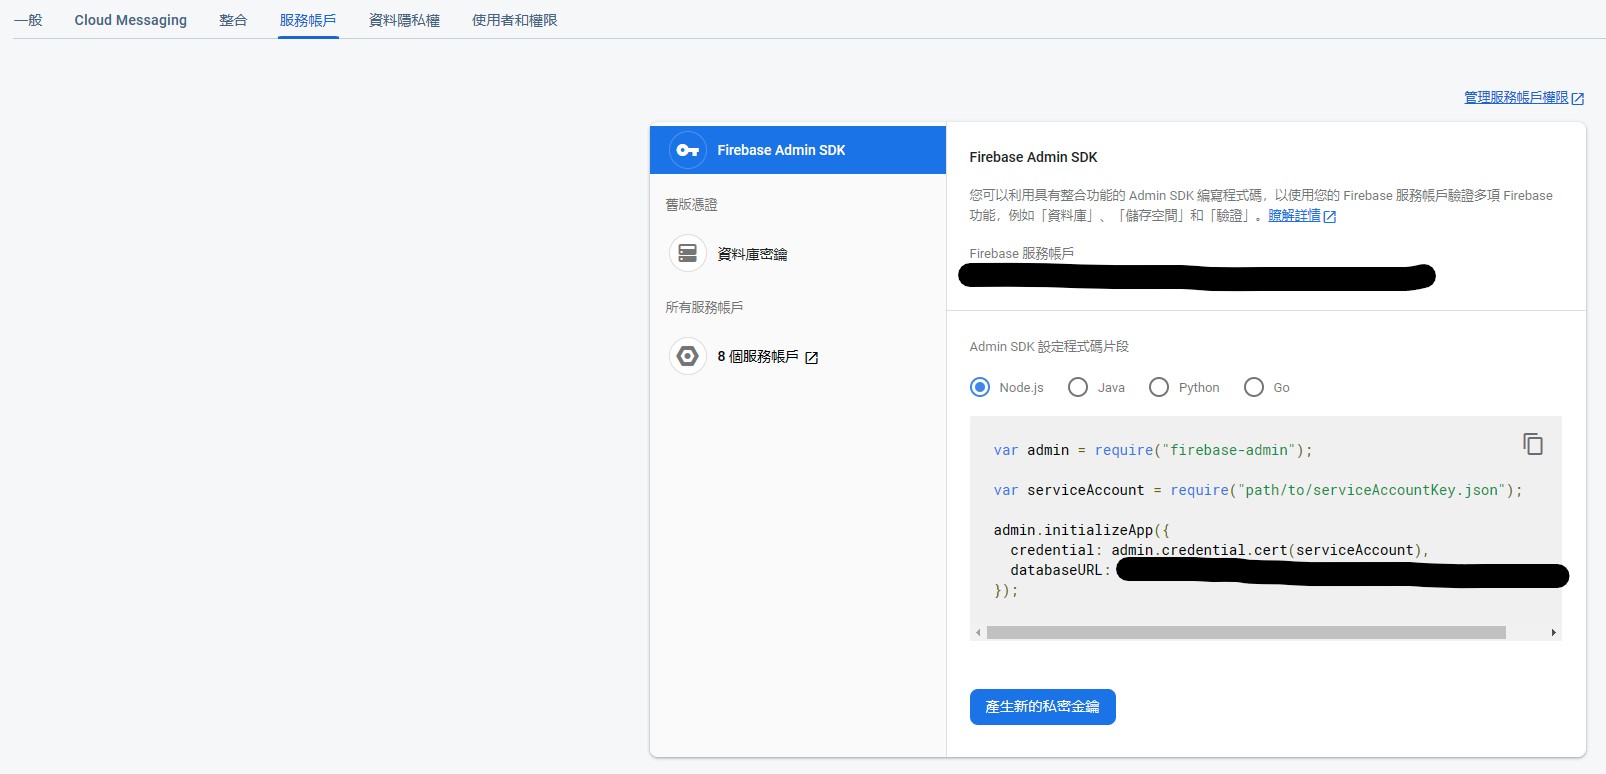 一般 Cloud Messaging 整合 服務帳戶 資料隱私權 使用者和權限
管理服務帳戶權限
Firebase Admin SDK
舊版憑證
資料庫密鑰
所有服務帳戶
8 個服務帳戶
Firebase Admin SDK
您可以利用具有整合功能的 Admin SDK 編寫程式碼，以使用您的 Firebase 服務帳戶驗證多項 Firebase
功能，例如「資料庫」、「儲存空間」和「驗證」。瞭解詳情
Firebase 服務帳戶
Admin SDK 設定程式碼片段
Node.js Java Python Go
var admin = require("firebase-admin");
var serviceAccount = require("path/to/serviceAccountKey.json");
admin.initializeApp({
credential: admin.credential.cert(serviceAccount),
databaseURL:
});
產生新的私密金鑰